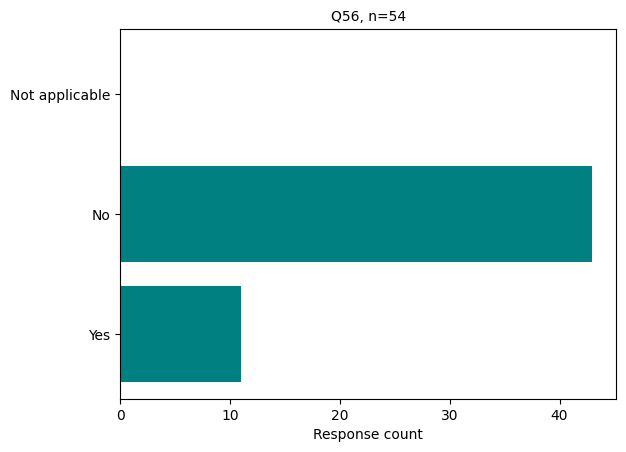 Q56, n=54
Not applicable
No
Yes
0 10 20 30 40
Response count